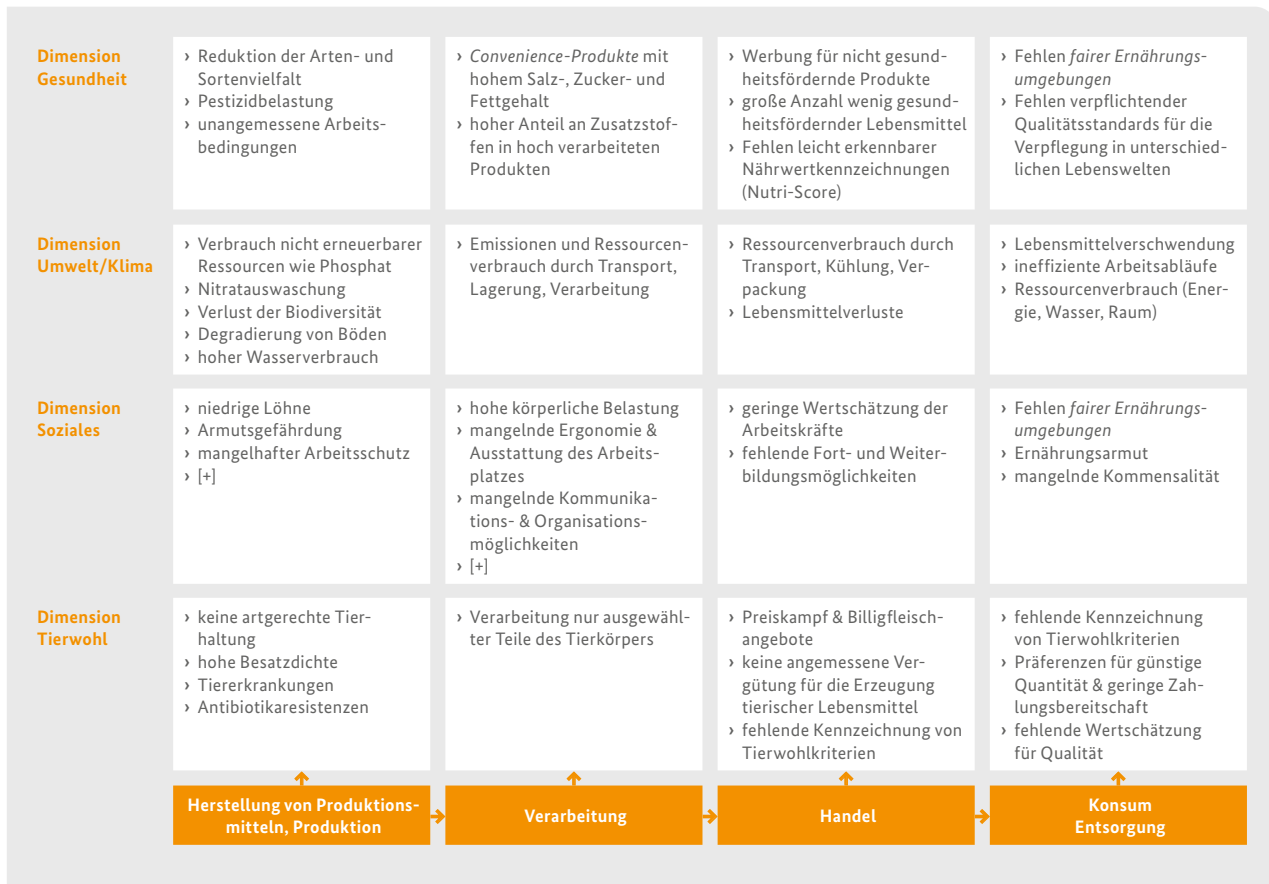 Dimension
Gesundheit
› Reduktion der Arten- und
Sortenvielfalt
› Pestizidbelastung
› unangemessene Arbeits-
bedingungen
› Convenience-Produkte mit
hohem Salz-, Zucker- und
Fettgehalt
› hoher Anteil an Zusatzstof-
fen in hoch verarbeiteten
Produkten
› Werbung für nicht gesund-
heitsfördernde Produkte
› große Anzahl wenig gesund-
heitsfördernder Lebensmittel
› Fehlen leicht erkennbarer
Nährwertkennzeichnungen
(Nutri-Score)
› Fehlen fairer Ernährungs-
umgebungen
› Fehlen verpflichtender
Qualitätsstandards für die
Verpflegung in unterschied-
lichen Lebenswelten
Dimension
Umwelt/Klima
› Verbrauch nicht erneuerbarer
Ressourcen wie Phosphat
› Nitratauswaschung
› Verlust der Biodiversität
› Degradierung von Böden
› hoher Wasserverbrauch
› Emissionen und Ressourcen-
verbrauch durch Transport,
Lagerung, Verarbeitung
› Ressourcenverbrauch durch
Transport, Kühlung, Ver-
packung
› Lebensmittelverluste
› Lebensmittelverschwendung
› ineffiziente Arbeitsabläufe
› Ressourcenverbrauch (Ener-
gie, Wasser, Raum)
Dimension
Soziales
› niedrige Löhne
› Armutsgefährdung
› mangelhafter Arbeitsschutz
› [+]
› hohe körperliche Belastung
› mangelnde Ergonomie &
Ausstattung des Arbeits-
platzes
› mangelnde Kommunika-
tions- & Organisations-
möglichkeiten
› [+]
› geringe Wertschätzung der
Arbeitskräfte
› fehlende Fort- und Weiter-
bildungsmöglichkeiten
› Fehlen fairer Ernährungs-
umgebungen
› Ernährungsarmut
› mangelnde Kommensalität
Dimension
Tierwohl
› keine artgerechte Tier-
haltung
› hohe Besatzdichte
› Tiererkrankungen
› Antibiotikaresistenzen
› Verarbeitung nur ausgewähl-
ter Teile des Tierkörpers
› Preiskampf & Billigfleisch-
angebote
› keine angemessene Ver-
gütung für die Erzeugung
tierischer Lebensmittel
› fehlende Kennzeichnung von
Tierwohlkriterien
› fehlende Kennzeichnung
von Tierwohlkriterien
› Präferenzen für günstige
Quantität & geringe Zah-
lungsbereitschaft
› fehlende Wertschätzung
für Qualität
Herstellung von Produktions-
mitteln, Produktion
Verarbeitung
Handel
Konsum
Entsorgung